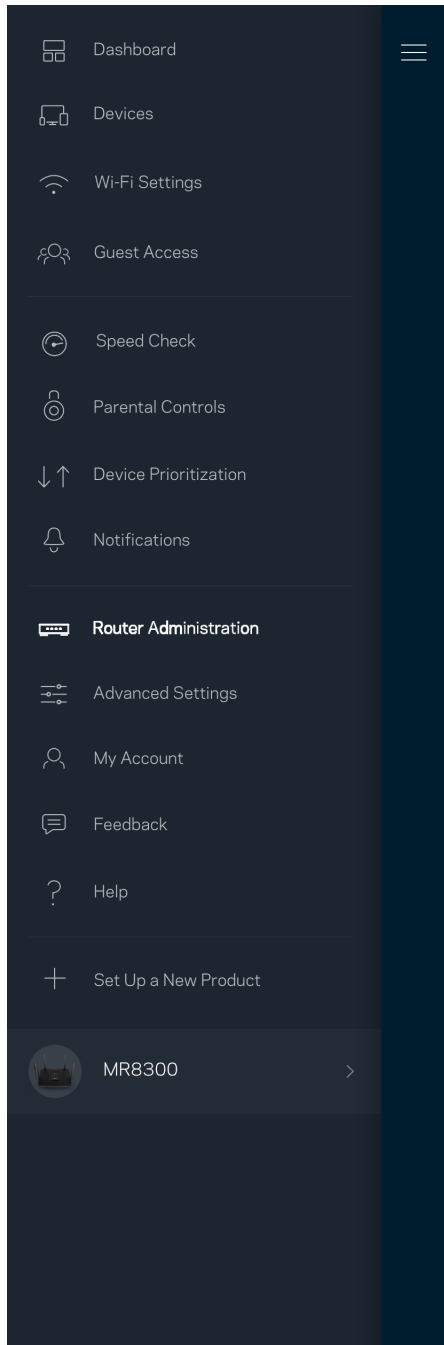 Dashboard
Devices
Wi-Fi Settings
Guest Access
Speed Check
Parental Controls
Device Prioritization
Notifications
Router Administration
Advanced Settings
My Account
Feedback
? Help
Set Up a New Product
MR8300